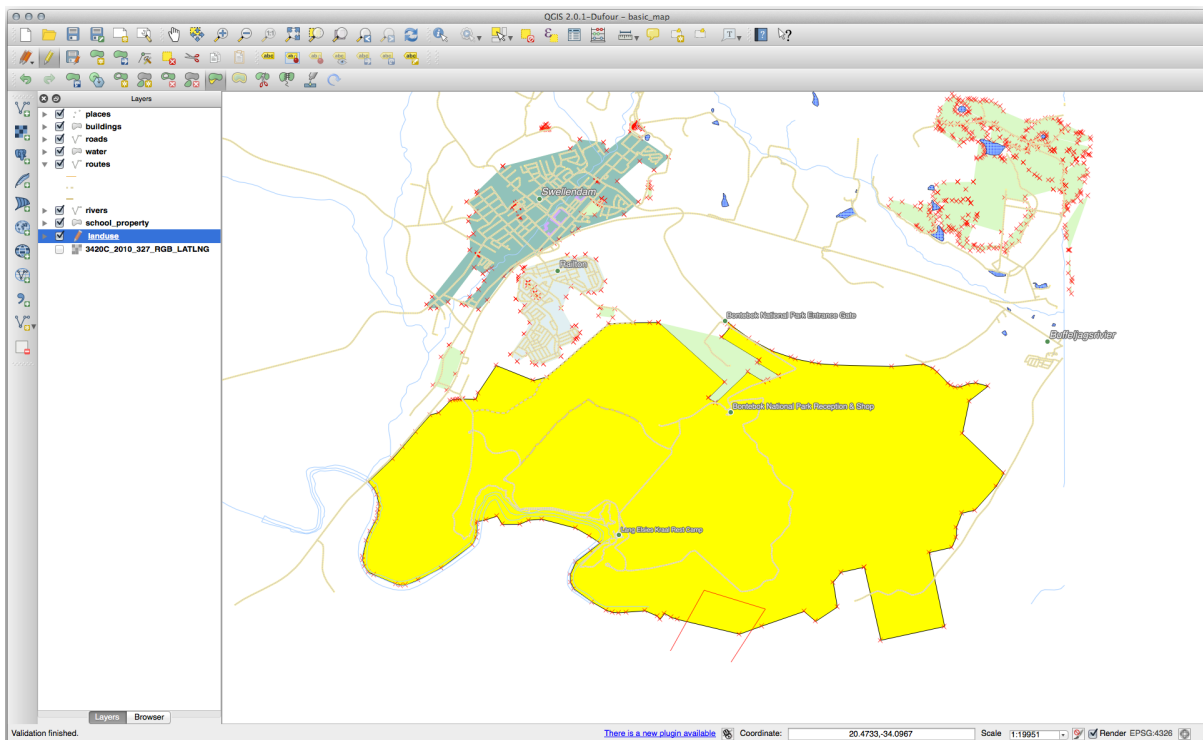 QGIS 2.0.1-Dufour – basic_map
Layers
places
buildings
roads
water
routes
rivers
school_property
landuse
3420C_2010_327_RGB_LATLNG
Swellendam
Railton
Bontebok National Park Entrance Gate
Buffeljagsrivier
Bontebok National Park Reception & Shop
Lang Elsies Kraal Rest Camp
Layers Browser
Validation finished. There is a new plugin available Coordinate: 20.4733,-34.0967 Scale 1:19951 Render EPSG:4326